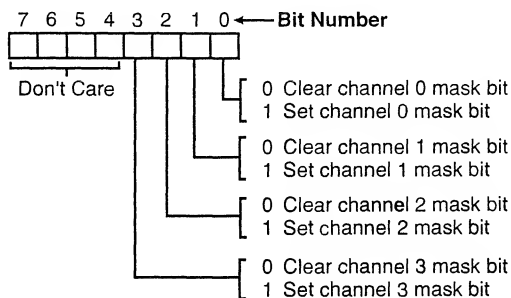 7 6 5 4 3 2 1 0 Bit Number
Don't Care
0 Clear channel 0 mask bit
1 Set channel 0 mask bit
0 Clear channel 1 mask bit
1 Set channel 1 mask bit
0 Clear channel 2 mask bit
1 Set channel 2 mask bit
0 Clear channel 3 mask bit
1 Set channel 3 mask bit